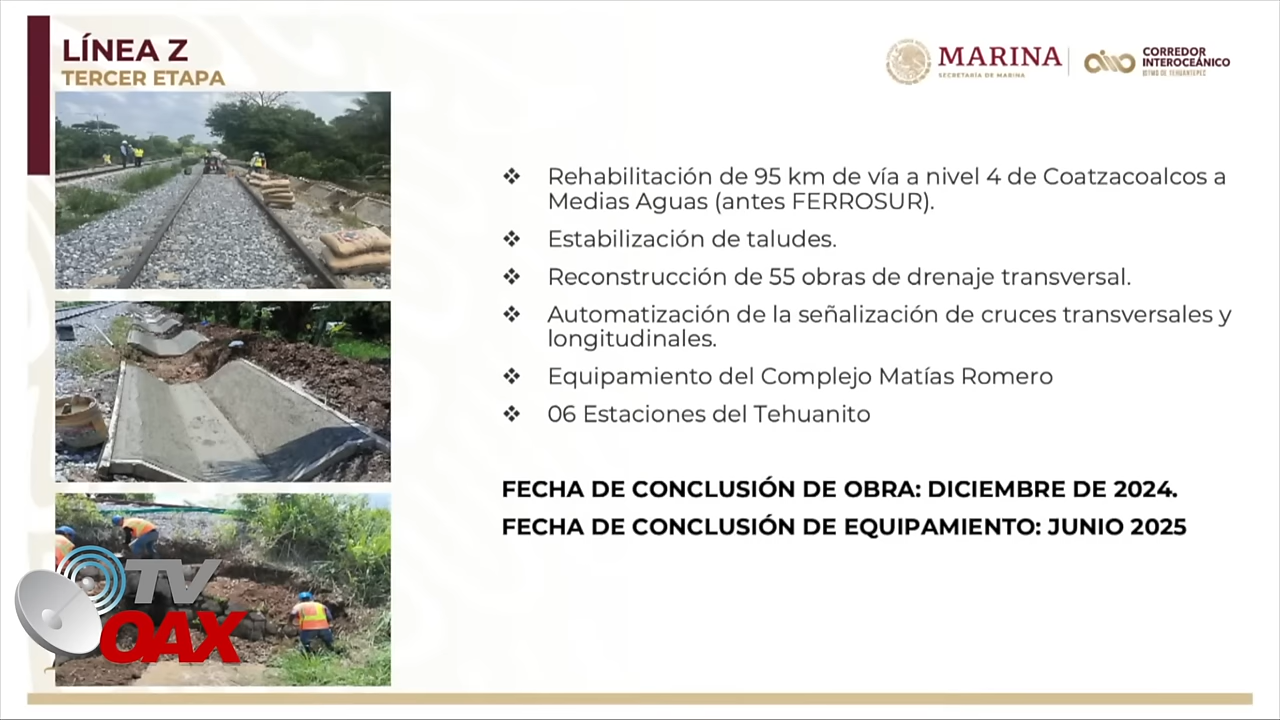 LÍNEA Z
TERCER ETAPA
MARINA
SECRETARÍA DE MARINA
CORREDOR
INTEROCEÁNICO
ISTMO DE TEHUANTEPEC
❖ Rehabilitación de 95 km de vía a nivel 4 de Coatzacoalcos a
Medias Aguas (antes FERROSUR).
❖ Estabilización de taludes.
❖ Reconstrucción de 55 obras de drenaje transversal.
❖ Automatización de la señalización de cruces transversales y
longitudinales.
❖ Equipamiento del Complejo Matías Romero
❖ 06 Estaciones del Tehuanito
FECHA DE CONCLUSIÓN DE OBRA: DICIEMBRE DE 2024.
FECHA DE CONCLUSIÓN DE EQUIPAMIENTO: JUNIO 2025
TV
OAX